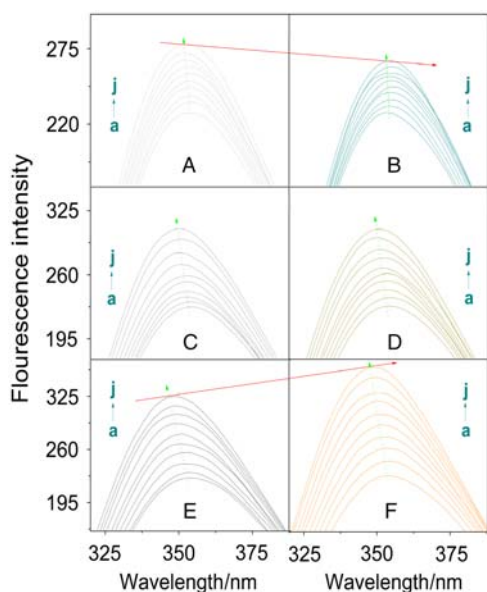 Flourescence intensity
275
220
j
a
A
j
a
B
325
260
195
j
a
C
j
a
D
325
260
195
j
a
E
j
a
F
325 350 375 350 375
Wavelength/nm Wavelength/nm